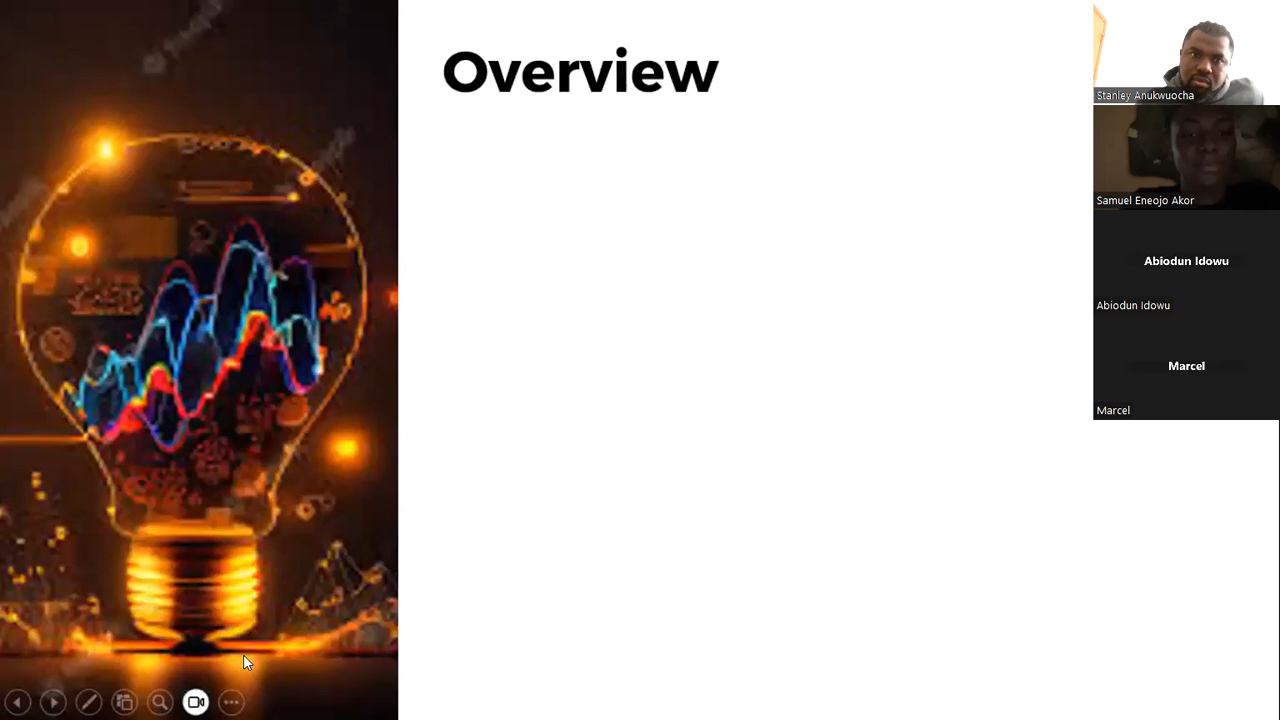 Overview
Stanley Anukwuocha
Samuel Eneojo Akor
Abiodun Idowu
Abiodun Idowu
Marcel
Marcel